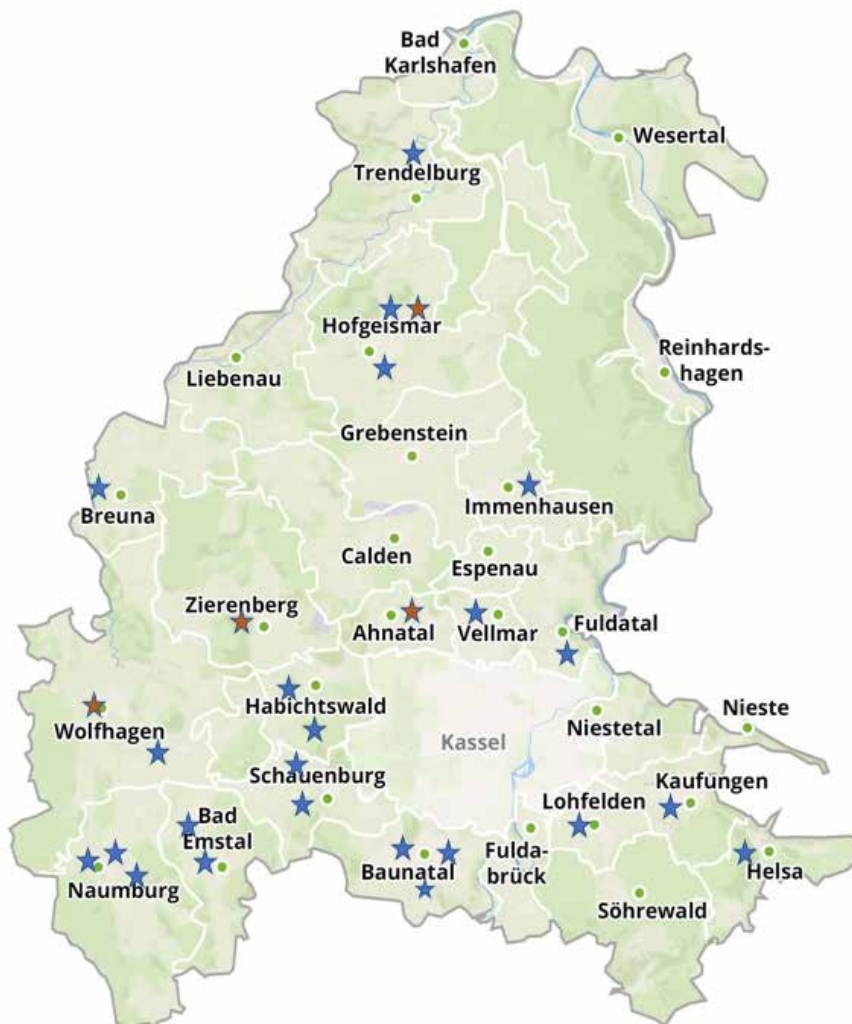 Bad
Karlshafen
Wesertal
Trendelburg
Hofgeismar
Reinhards-
hagen
Liebenau
Grebenstein
Breuna
Immenhausen
Calden
Espenau
Zierenberg
Ahnatal
Vellmar
Fuldatal
Habichtswald
Wolfhagen
Niestetal
Nieste
Kassel
Schauenburg
Kaufungen
Lohfelden
Bad
Emstal
Baunatal
Fulda-
brück
Helsa
Naumburg
Söhrewald